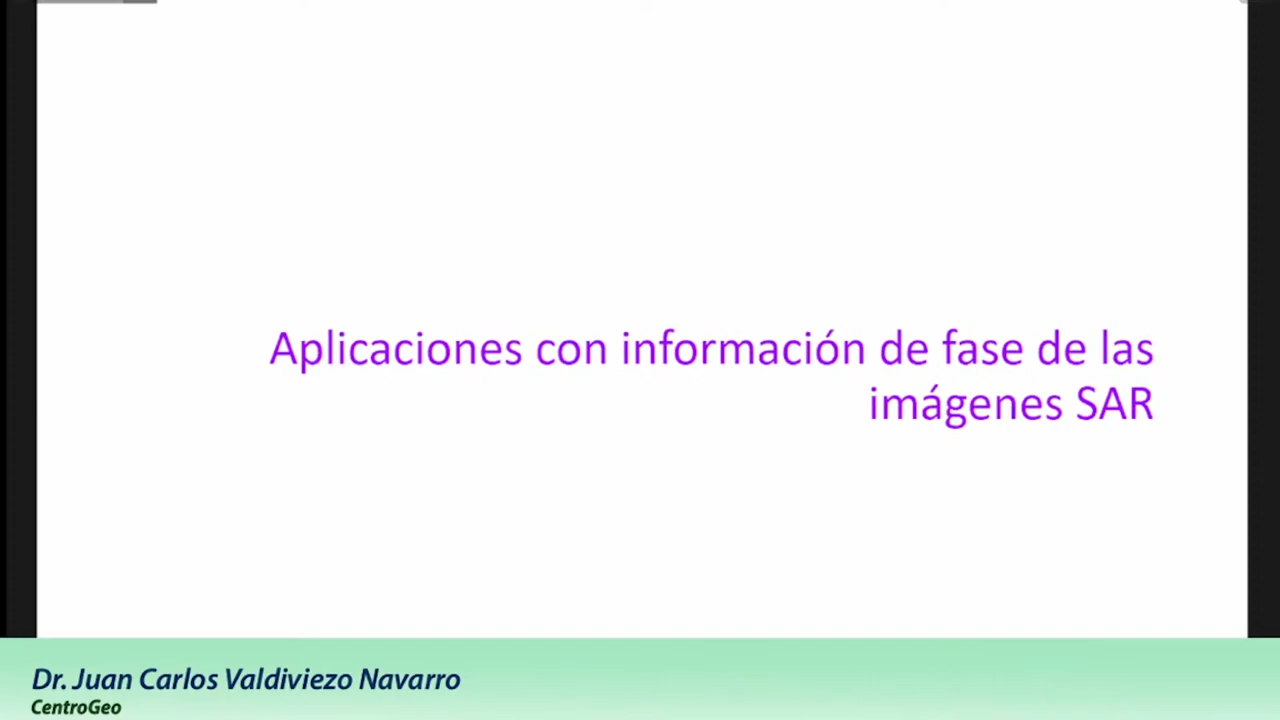 Aplicaciones con información de fase de las
imágenes SAR
Dr. Juan Carlos Valdiviezo Navarro
CentroGeo